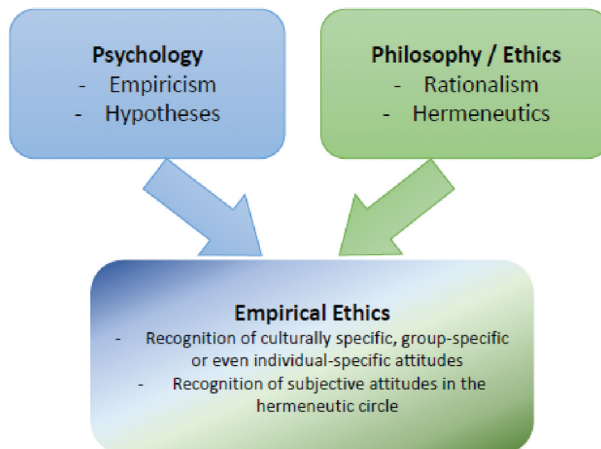 Psychology
- Empiricism
- Hypotheses
Philosophy / Ethics
- Rationalism
- Hermeneutics
Empirical Ethics
- Recognition of culturally specific, group-specific
or even individual-specific attitudes
- Recognition of subjective attitudes in the
hermeneutic circle